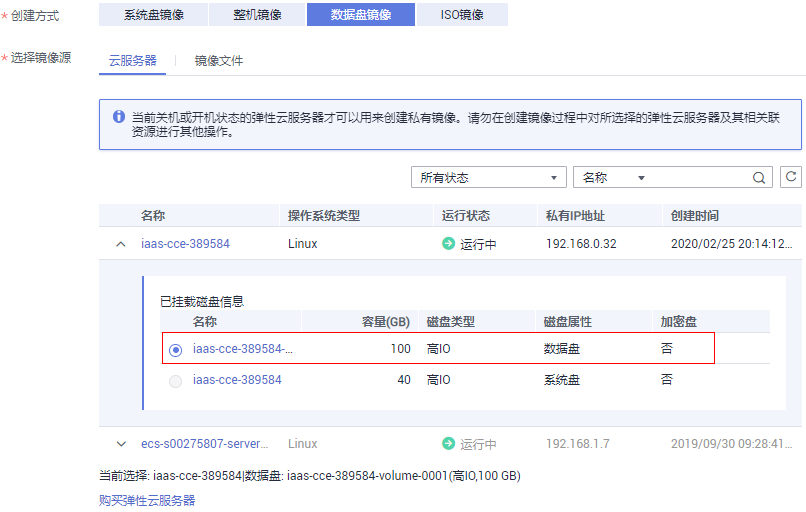 * 创建方式 系统盘镜像 整机镜像 数据盘镜像 ISO镜像
* 选择镜像源 云服务器 镜像文件
当前关机或开机状态的弹性云服务器才可以用来创建私有镜像。请勿在创建镜像过程中对所选择的弹性云服务器及其相关联
资源进行其他操作。
所有状态 名称
名称 操作系统类型 运行状态 私有IP地址 创建时间
iaas-cce-389584 Linux 运行中 192.168.0.32 2020/02/25 20:14:12...
已挂载磁盘信息
名称 容量(GB) 磁盘类型 磁盘属性 加密盘
iaas-cce-389584-... 100 高IO 数据盘 否
iaas-cce-389584 40 高IO 系统盘 否
ecs-s00275807-server... Linux 运行中 192.168.1.7 2019/09/30 09:28:41...
当前选择: iaas-cce-389584|数据盘: iaas-cce-389584-volume-0001(高IO,100 GB)
购买弹性云服务器